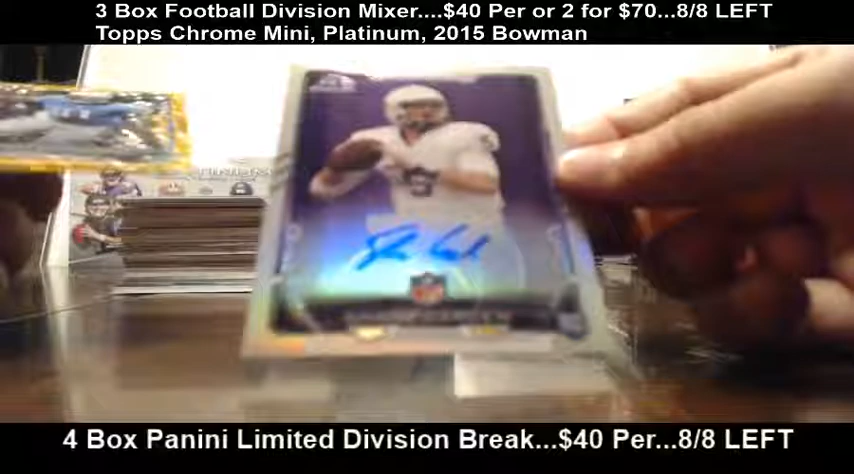 3 Box Football Division Mixer....$40 Per or 2 for $70...8/8 LEFT
Topps Chrome Mini, Platinum, 2015 Bowman
4 Box Panini Limited Division Break...$40 Per...8/8 LEFT